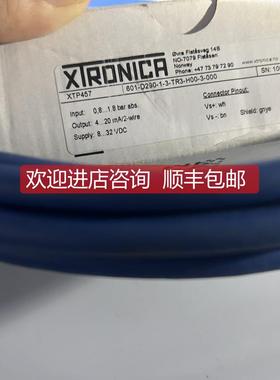 XTRONICA
Øvre Flatåsveg 14B
NO-7079 Flatåsen
Norway
Phone: +47 73 79 72 90
XTP457
601-D290-1-3-TR3-H00-3-000
SN: 10
Input: 0,8...1,8 bar abs.
Output: 4...20 mA/2-wire
Supply: 8...32 VDC
Connector Pinout:
Vs+: wh
Vs-: bn
Shield: gnye
欢迎进店询问 顺丰包邮